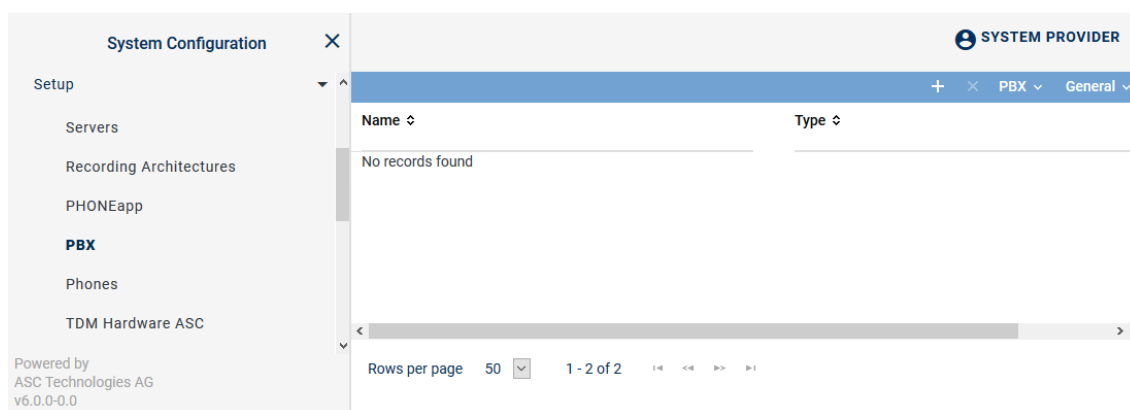 System Configuration
SYSTEM PROVIDER
Setup
PBX
General
Servers
Recording Architectures
PHONEapp
PBX
Phones
TDM Hardware ASC
Name
Type
No records found
Powered by
ASC Technologies AG
v6.0.0-0.0
Rows per page 50 1 - 2 of 2